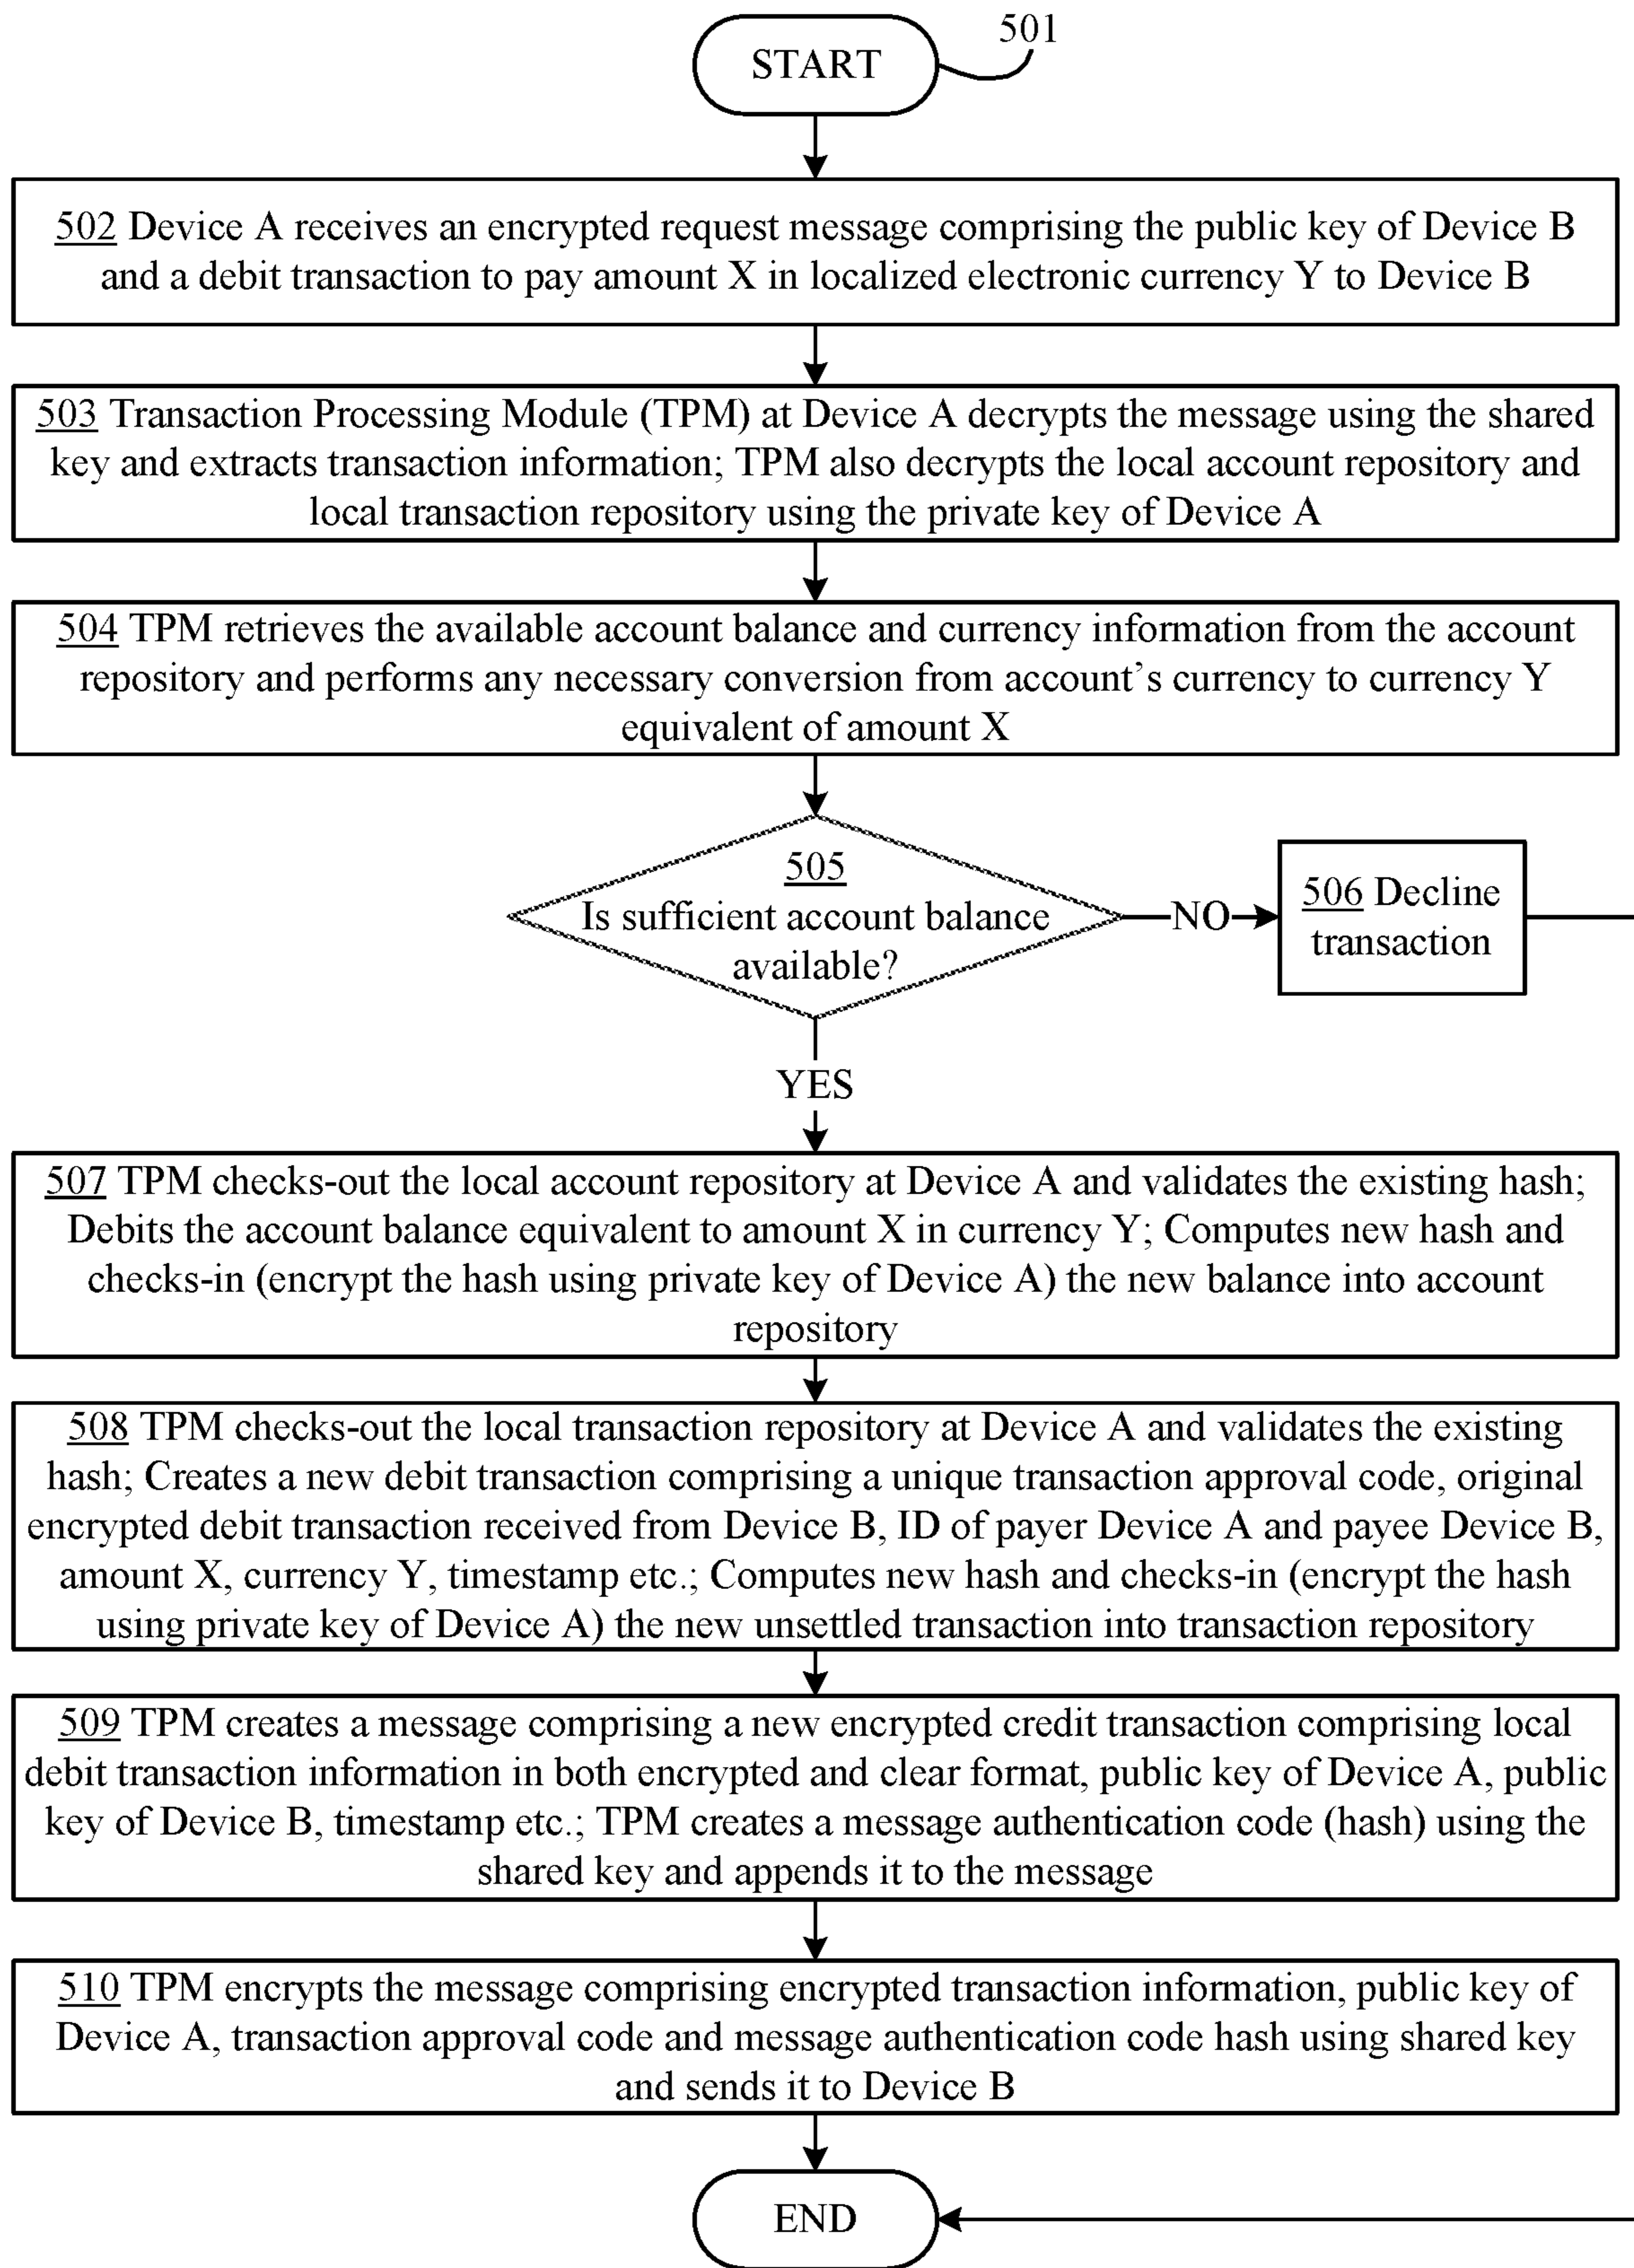 501
START
502 Device A receives an encrypted request message comprising the public key of Device B
and a debit transaction to pay amount X in localized electronic currency Y to Device B
503 Transaction Processing Module (TPM) at Device A decrypts the message using the shared
key and extracts transaction information; TPM also decrypts the local account repository and
local transaction repository using the private key of Device A
504 TPM retrieves the available account balance and currency information from the account
repository and performs any necessary conversion from account’s currency to currency Y
equivalent of amount X
505
Is sufficient account balance
available?
NO
506 Decline
transaction
YES
507 TPM checks-out the local account repository at Device A and validates the existing hash;
Debits the account balance equivalent to amount X in currency Y; Computes new hash and
checks-in (encrypt the hash using private key of Device A) the new balance into account
repository
508 TPM checks-out the local transaction repository at Device A and validates the existing
hash; Creates a new debit transaction comprising a unique transaction approval code, original
encrypted debit transaction received from Device B, ID of payer Device A and payee Device B,
amount X, currency Y, timestamp etc.; Computes new hash and checks-in (encrypt the hash
using private key of Device A) the new unsettled transaction into transaction repository
509 TPM creates a message comprising a new encrypted credit transaction comprising local
debit transaction information in both encrypted and clear format, public key of Device A, public
key of Device B, timestamp etc.; TPM creates a message authentication code (hash) using the
shared key and appends it to the message
510 TPM encrypts the message comprising encrypted transaction information, public key of
Device A, transaction approval code and message authentication code hash using shared key
and sends it to Device B
END